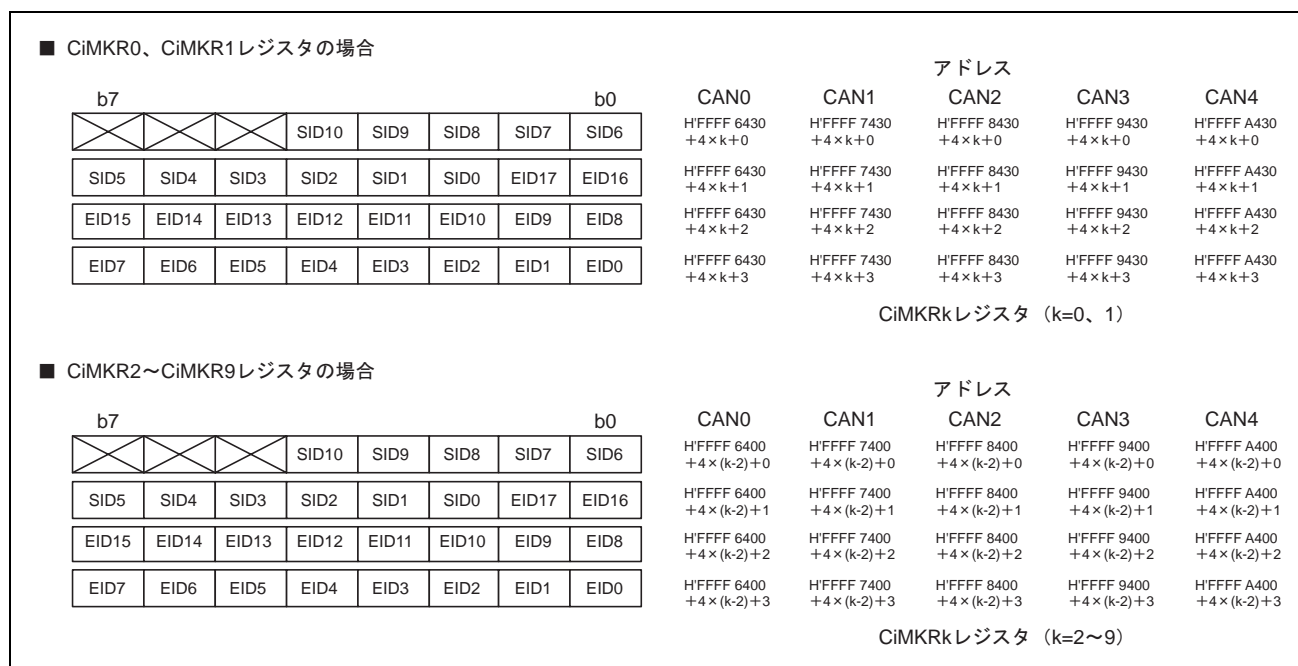 ■ CiMKR0、CiMKR1レジスタの場合
アドレス
b7 b0 CAN0 CAN1 CAN2 CAN3 CAN4
SID10 SID9 SID8 SID7 SID6 H'FFFF 6430 H'FFFF 7430 H'FFFF 8430 H'FFFF 9430 H'FFFF A430
+4×k+0 +4×k+0 +4×k+0 +4×k+0 +4×k+0
SID5 SID4 SID3 SID2 SID1 SID0 EID17 EID16 H'FFFF 6430 H'FFFF 7430 H'FFFF 8430 H'FFFF 9430 H'FFFF A430
+4×k+1 +4×k+1 +4×k+1 +4×k+1 +4×k+1
EID15 EID14 EID13 EID12 EID11 EID10 EID9 EID8 H'FFFF 6430 H'FFFF 7430 H'FFFF 8430 H'FFFF 9430 H'FFFF A430
+4×k+2 +4×k+2 +4×k+2 +4×k+2 +4×k+2
EID7 EID6 EID5 EID4 EID3 EID2 EID1 EID0 H'FFFF 6430 H'FFFF 7430 H'FFFF 8430 H'FFFF 9430 H'FFFF A430
+4×k+3 +4×k+3 +4×k+3 +4×k+3 +4×k+3
CiMKRkレジスタ（k=0、1）
■ CiMKR2～CiMKR9レジスタの場合
アドレス
b7 b0 CAN0 CAN1 CAN2 CAN3 CAN4
SID10 SID9 SID8 SID7 SID6 H'FFFF 6400 H'FFFF 7400 H'FFFF 8400 H'FFFF 9400 H'FFFF A400
+4×(k-2)+0 +4×(k-2)+0 +4×(k-2)+0 +4×(k-2)+0 +4×(k-2)+0
SID5 SID4 SID3 SID2 SID1 SID0 EID17 EID16 H'FFFF 6400 H'FFFF 7400 H'FFFF 8400 H'FFFF 9400 H'FFFF A400
+4×(k-2)+1 +4×(k-2)+1 +4×(k-2)+1 +4×(k-2)+1 +4×(k-2)+1
EID15 EID14 EID13 EID12 EID11 EID10 EID9 EID8 H'FFFF 6400 H'FFFF 7400 H'FFFF 8400 H'FFFF 9400 H'FFFF A400
+4×(k-2)+2 +4×(k-2)+2 +4×(k-2)+2 +4×(k-2)+2 +4×(k-2)+2
EID7 EID6 EID5 EID4 EID3 EID2 EID1 EID0 H'FFFF 6400 H'FFFF 7400 H'FFFF 8400 H'FFFF 9400 H'FFFF A400
+4×(k-2)+3 +4×(k-2)+3 +4×(k-2)+3 +4×(k-2)+3 +4×(k-2)+3
CiMKRkレジスタ（k=2～9）